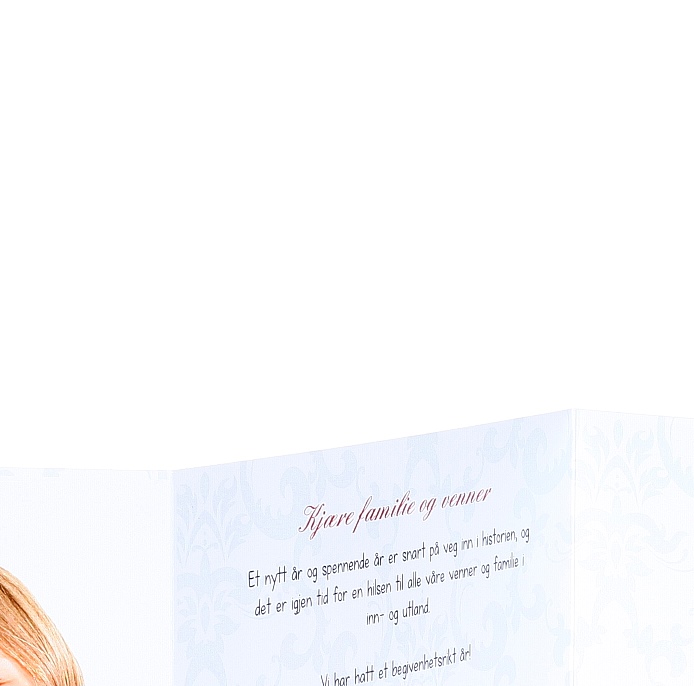 Kjære familie og venner
Et nytt år og spennende år er snart på veg inn i historien, og
det er igjen tid for en hilsen til alle våre venner og familie i
inn- og utland.
Vi har hatt et begivenhetsrikt år!